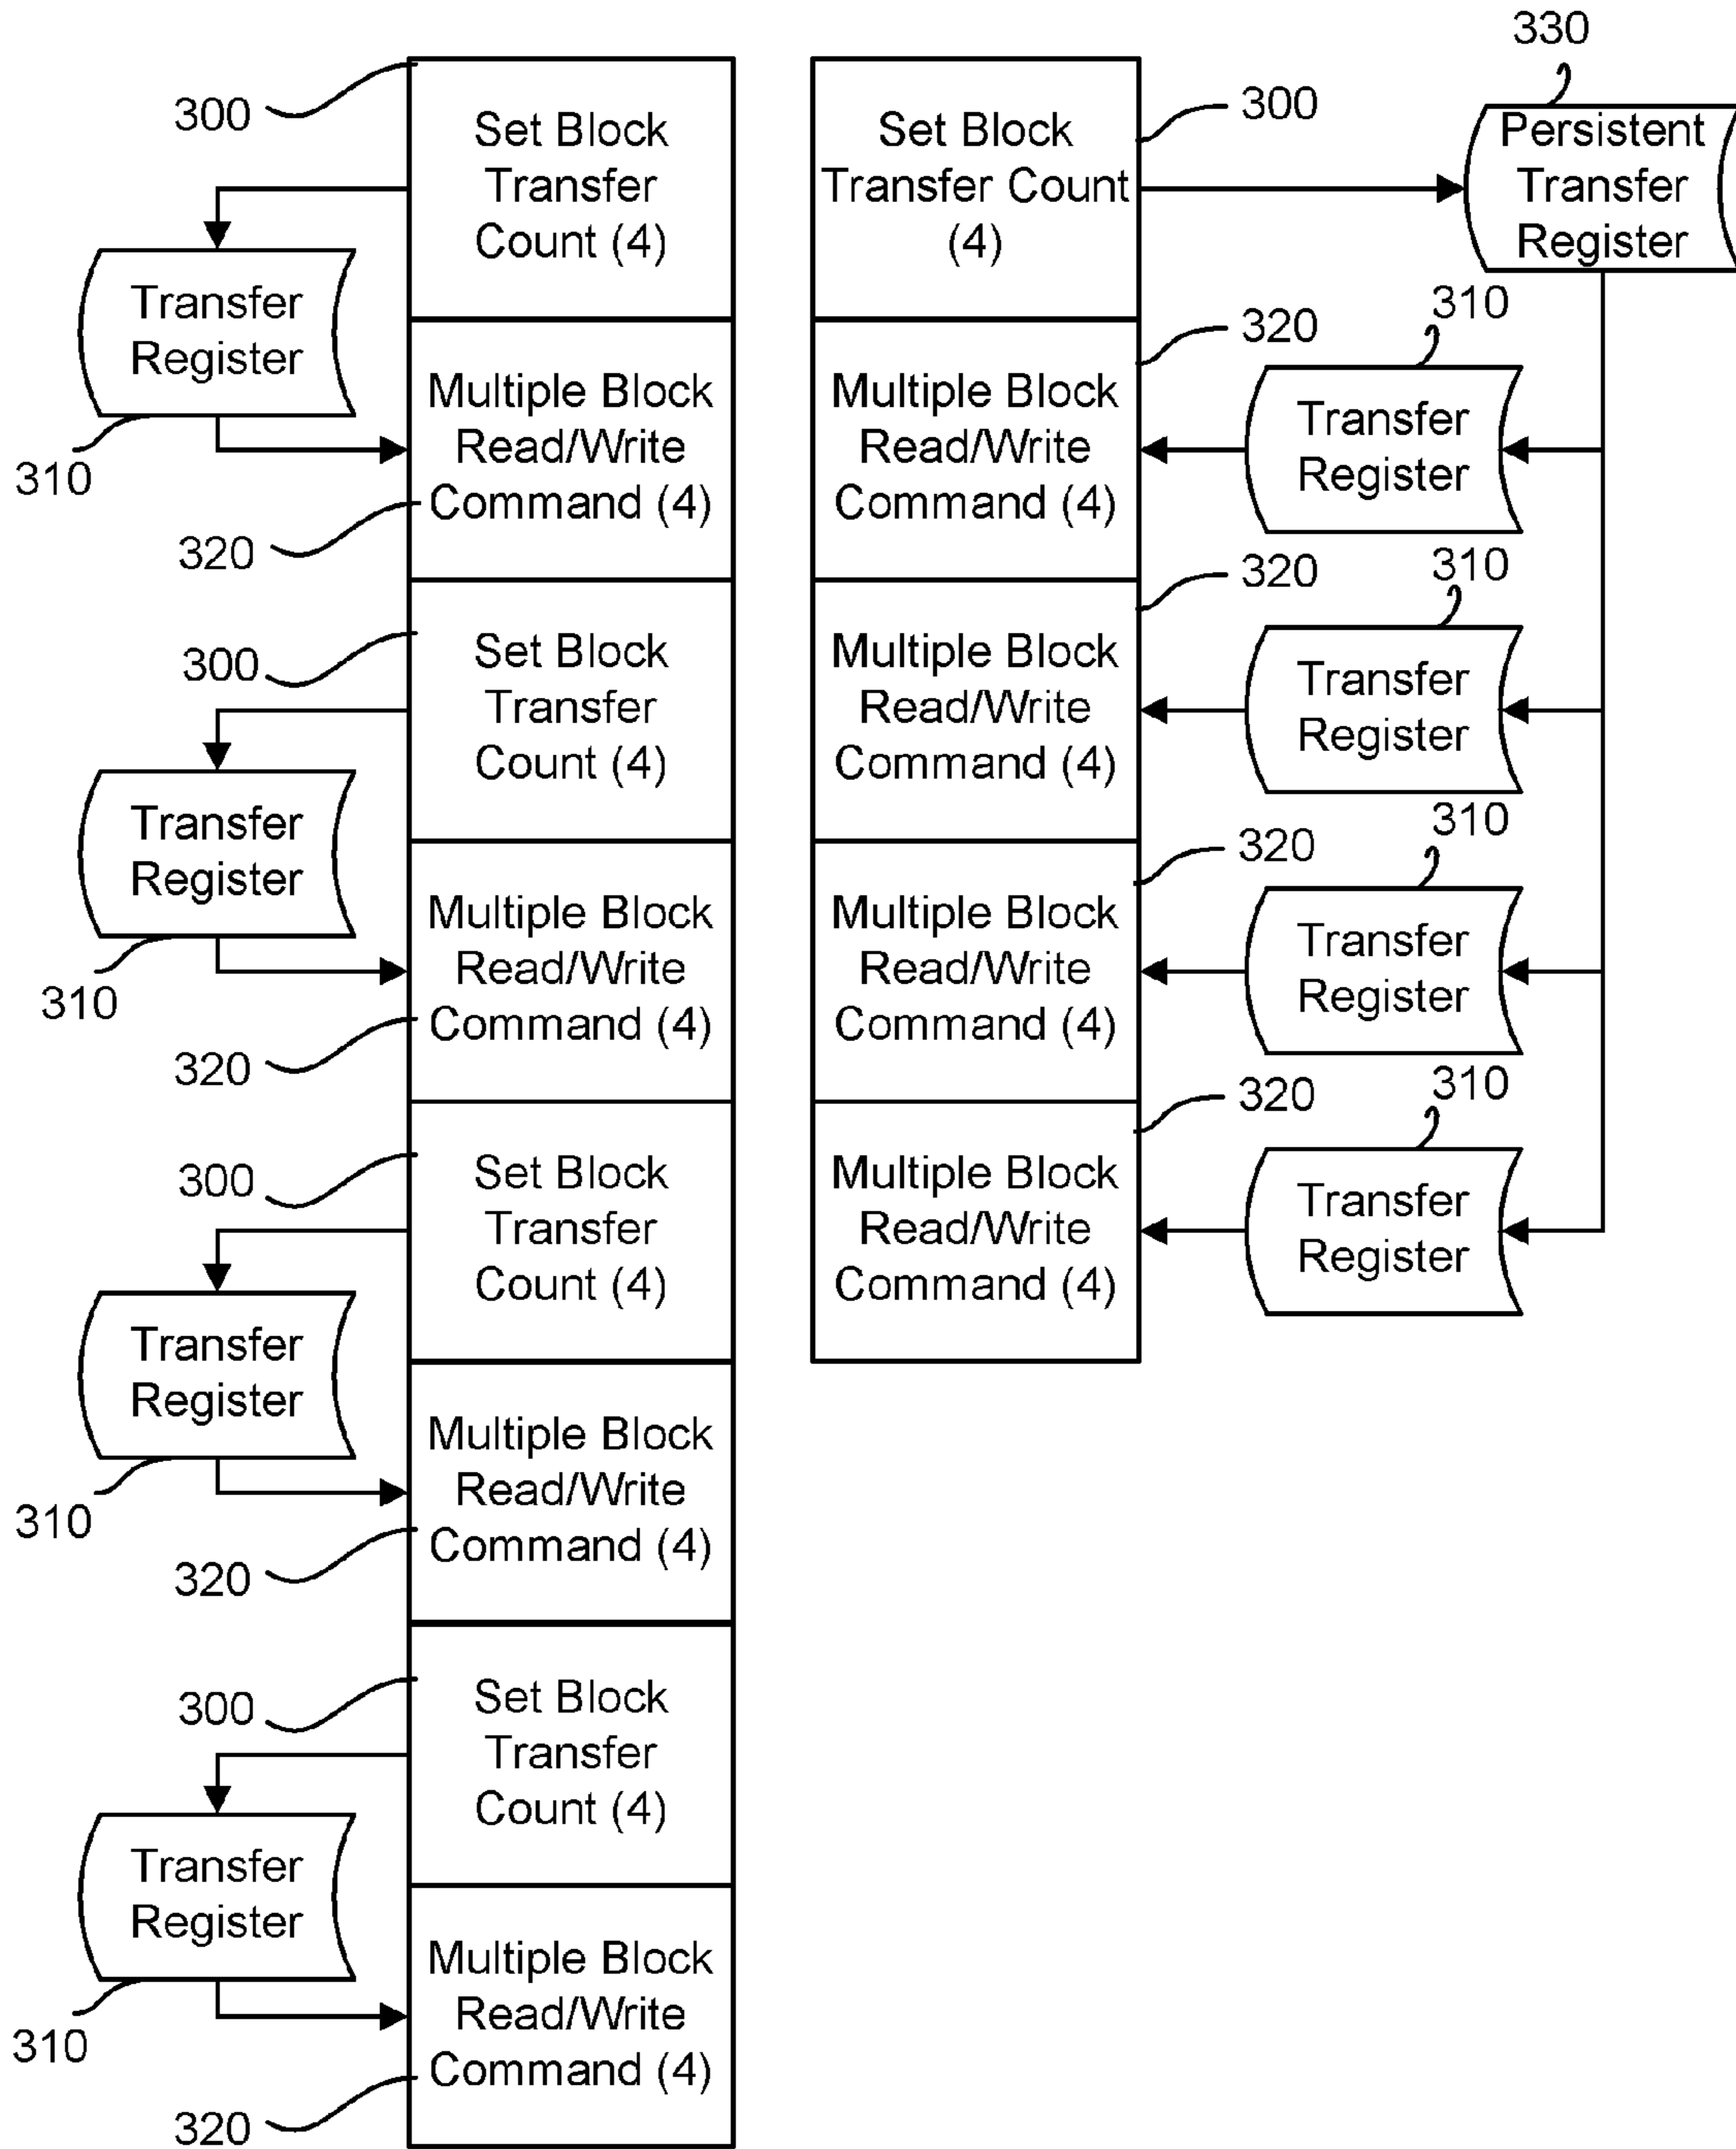 300
Set Block
Transfer
Count (4)
Transfer
Register
310
Multiple Block
Read/Write
Command (4)
320
300
Set Block
Transfer
Count (4)
Transfer
Register
310
Multiple Block
Read/Write
Command (4)
320
300
Set Block
Transfer
Count (4)
Transfer
Register
310
Multiple Block
Read/Write
Command (4)
320
300
Set Block
Transfer
Count (4)
Transfer
Register
310
Multiple Block
Read/Write
Command (4)
320
Set Block
Transfer Count
(4)
300
330
Persistent
Transfer
Register
320
Multiple Block
Read/Write
Command (4)
310
Transfer
Register
320
Multiple Block
Read/Write
Command (4)
310
Transfer
Register
320
Multiple Block
Read/Write
Command (4)
310
Transfer
Register
320
Multiple Block
Read/Write
Command (4)
310
Transfer
Register